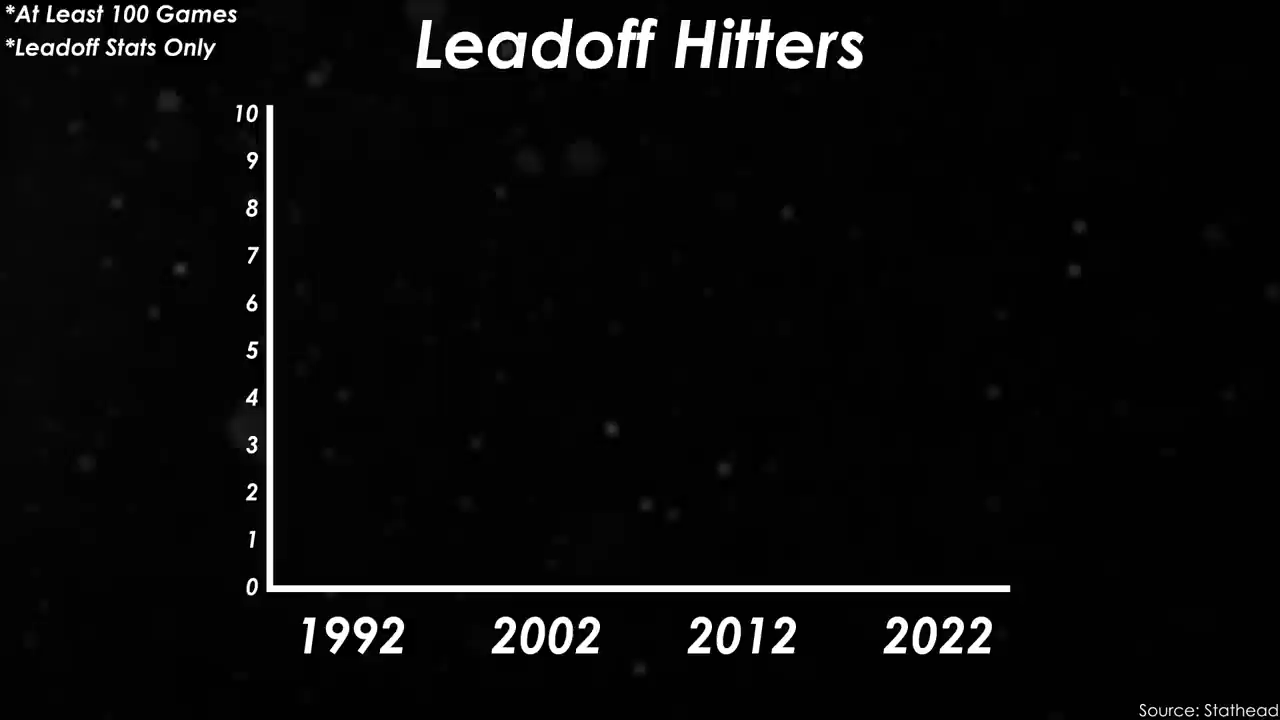 *At Least 100 Games
*Leadoff Stats Only
Leadoff Hitters
10
9
8
7
6
5
4
3
2
1
0
1992 2002 2012 2022
Source: Stathead